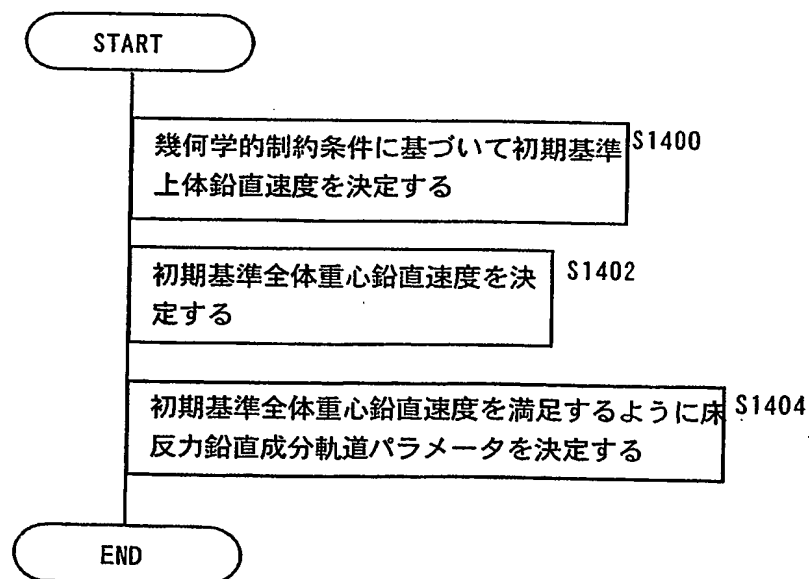 START
幾何学的制約条件に基づいて初期基準
上体鉛直速度を決定する
S1400
初期基準全体重心鉛直速度を決
定する
S1402
初期基準全体重心鉛直速度を満足するように床
反力鉛直成分軌道パラメータを決定する
S1404
END